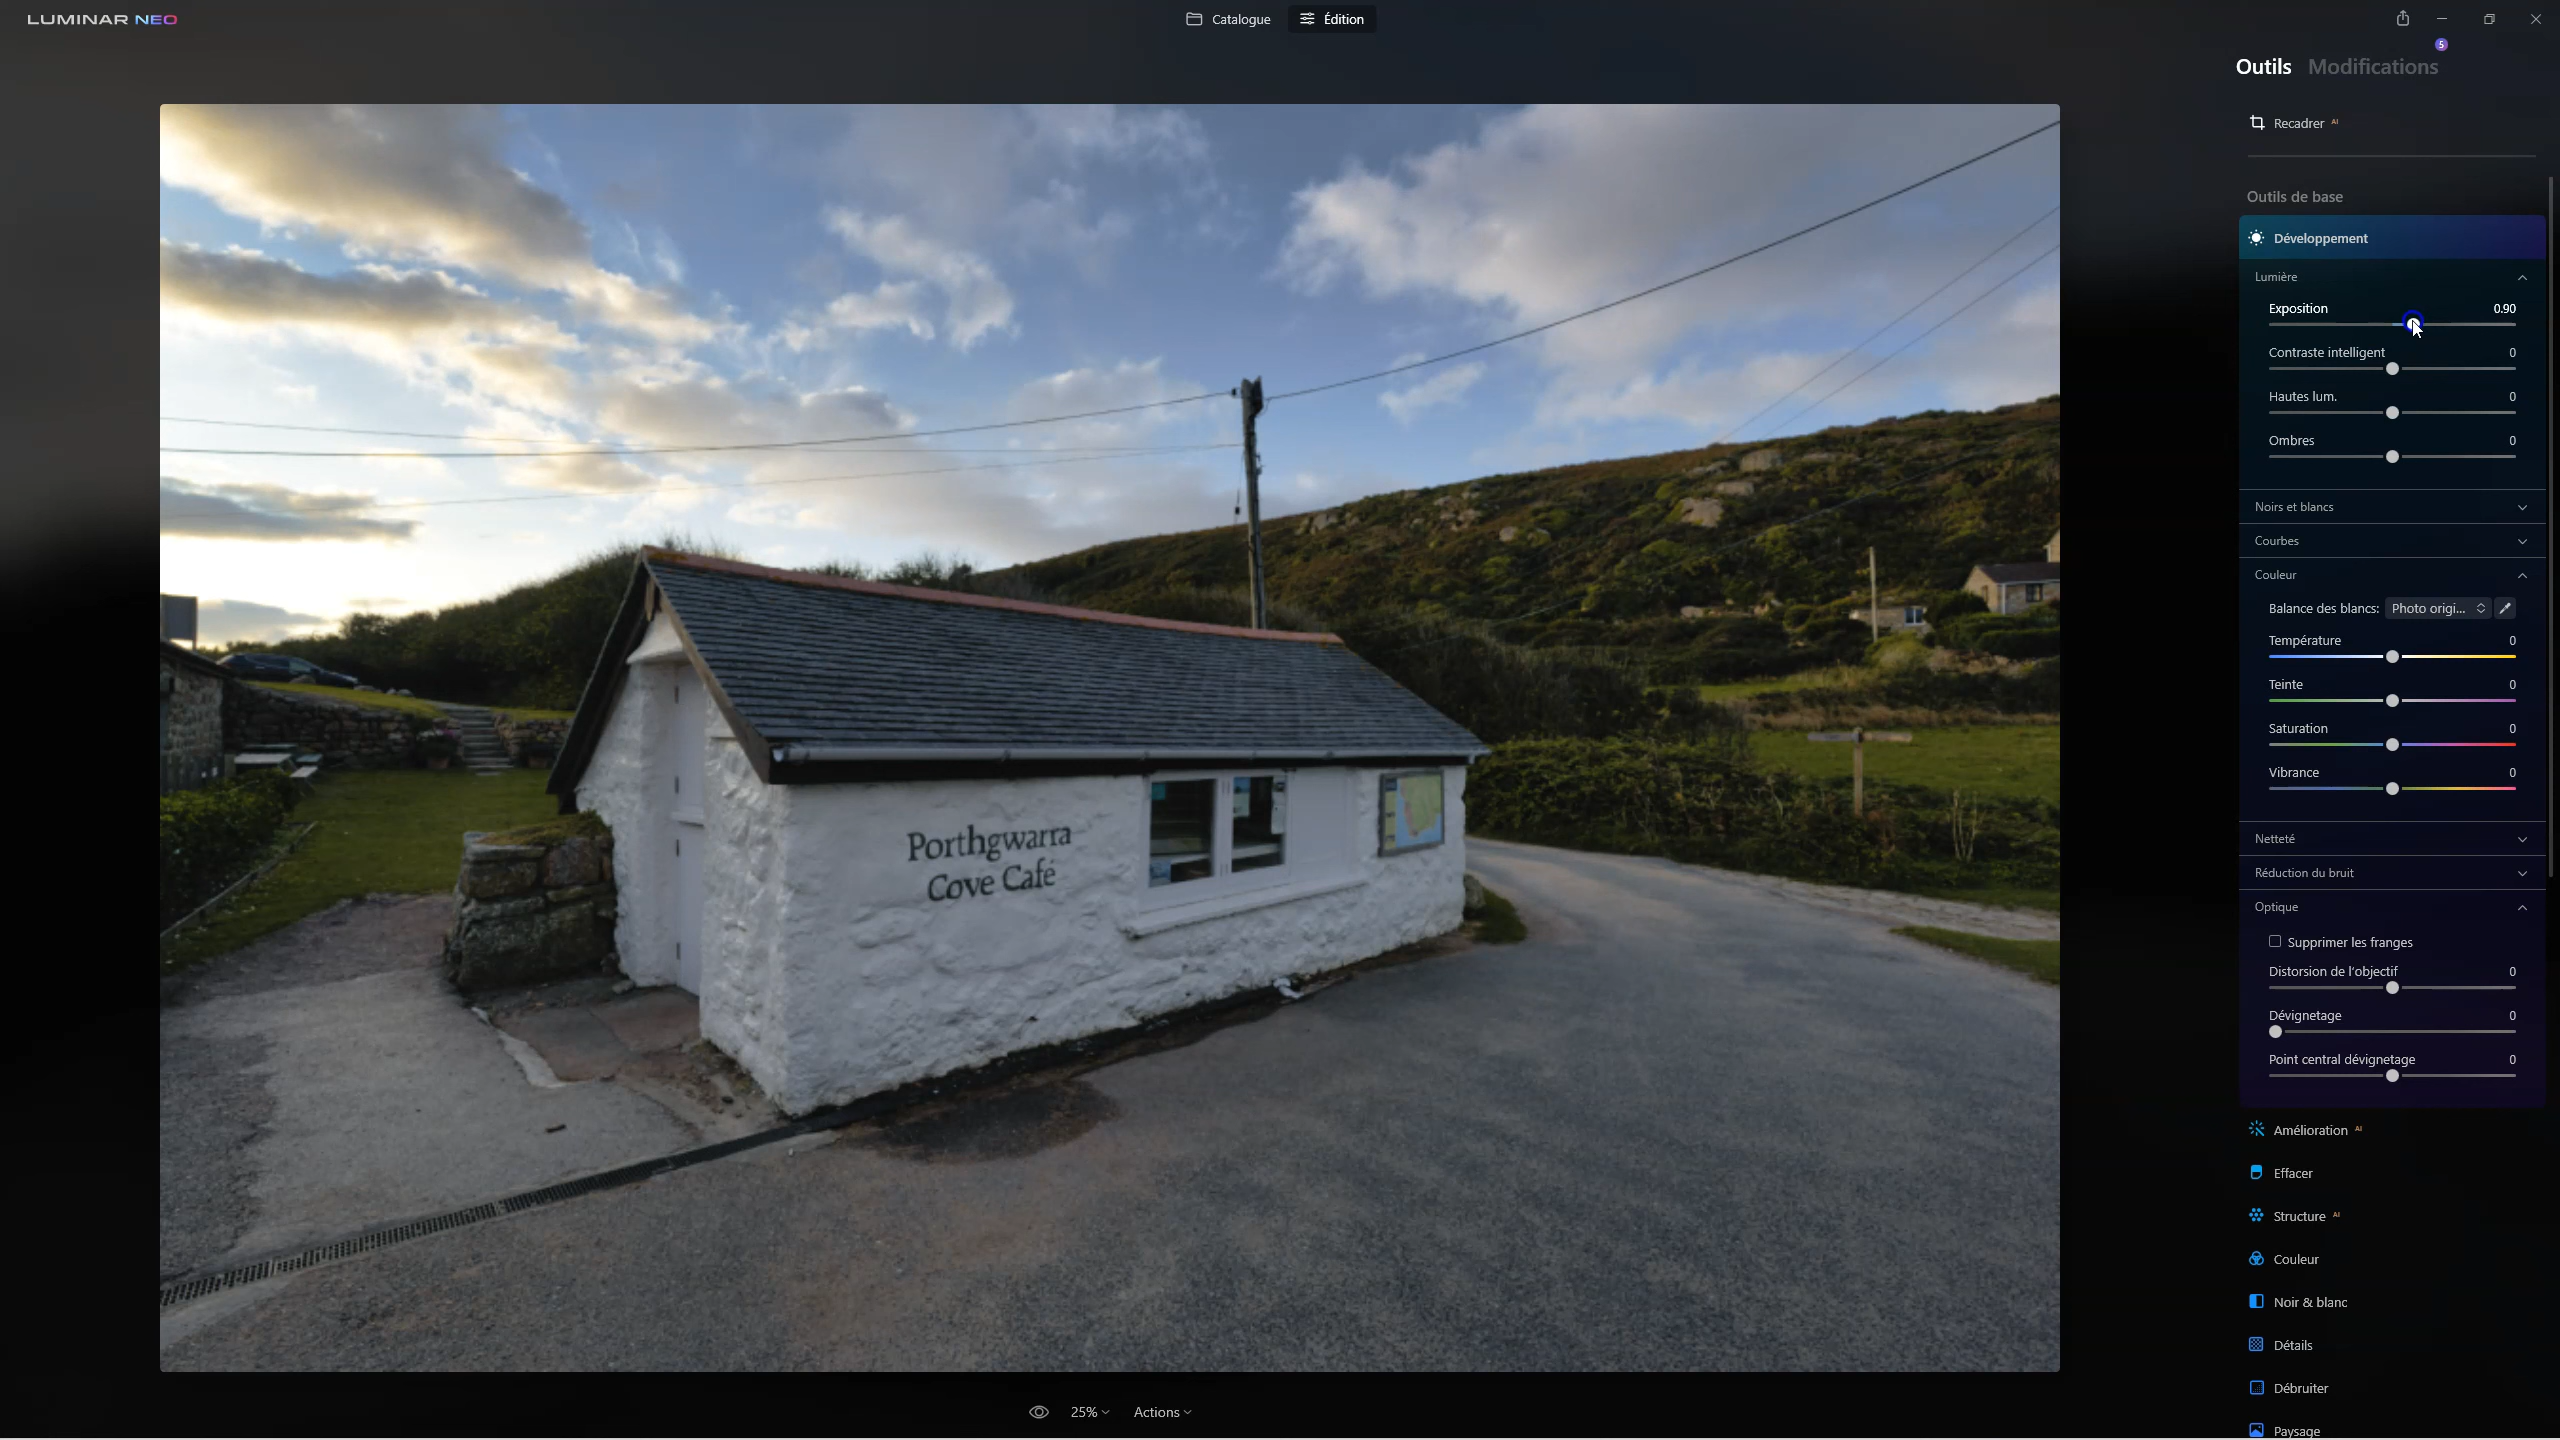 LUMINAR NEO
Catalogue
Édition
5
Outils Modifications
Recadrer AI
Outils de base
Développement
Lumière
Exposition 0.90
Contraste intelligent 0
Hautes lum. 0
Ombres 0
Noirs et blancs
Courbes
Couleur
Balance des blancs: Photo origi...
Température 0
Teinte 0
Saturation 0
Vibrance 0
Netteté
Réduction du bruit
Optique
Supprimer les franges
Distorsion de l'objectif 0
Dévignetage 0
Point central dévignetage 0
Amélioration AI
Effacer
Structure AI
Couleur
Noir & blanc
Détails
Débruiter
Paysage
Porthgwarra
Cove Café
25%
Actions